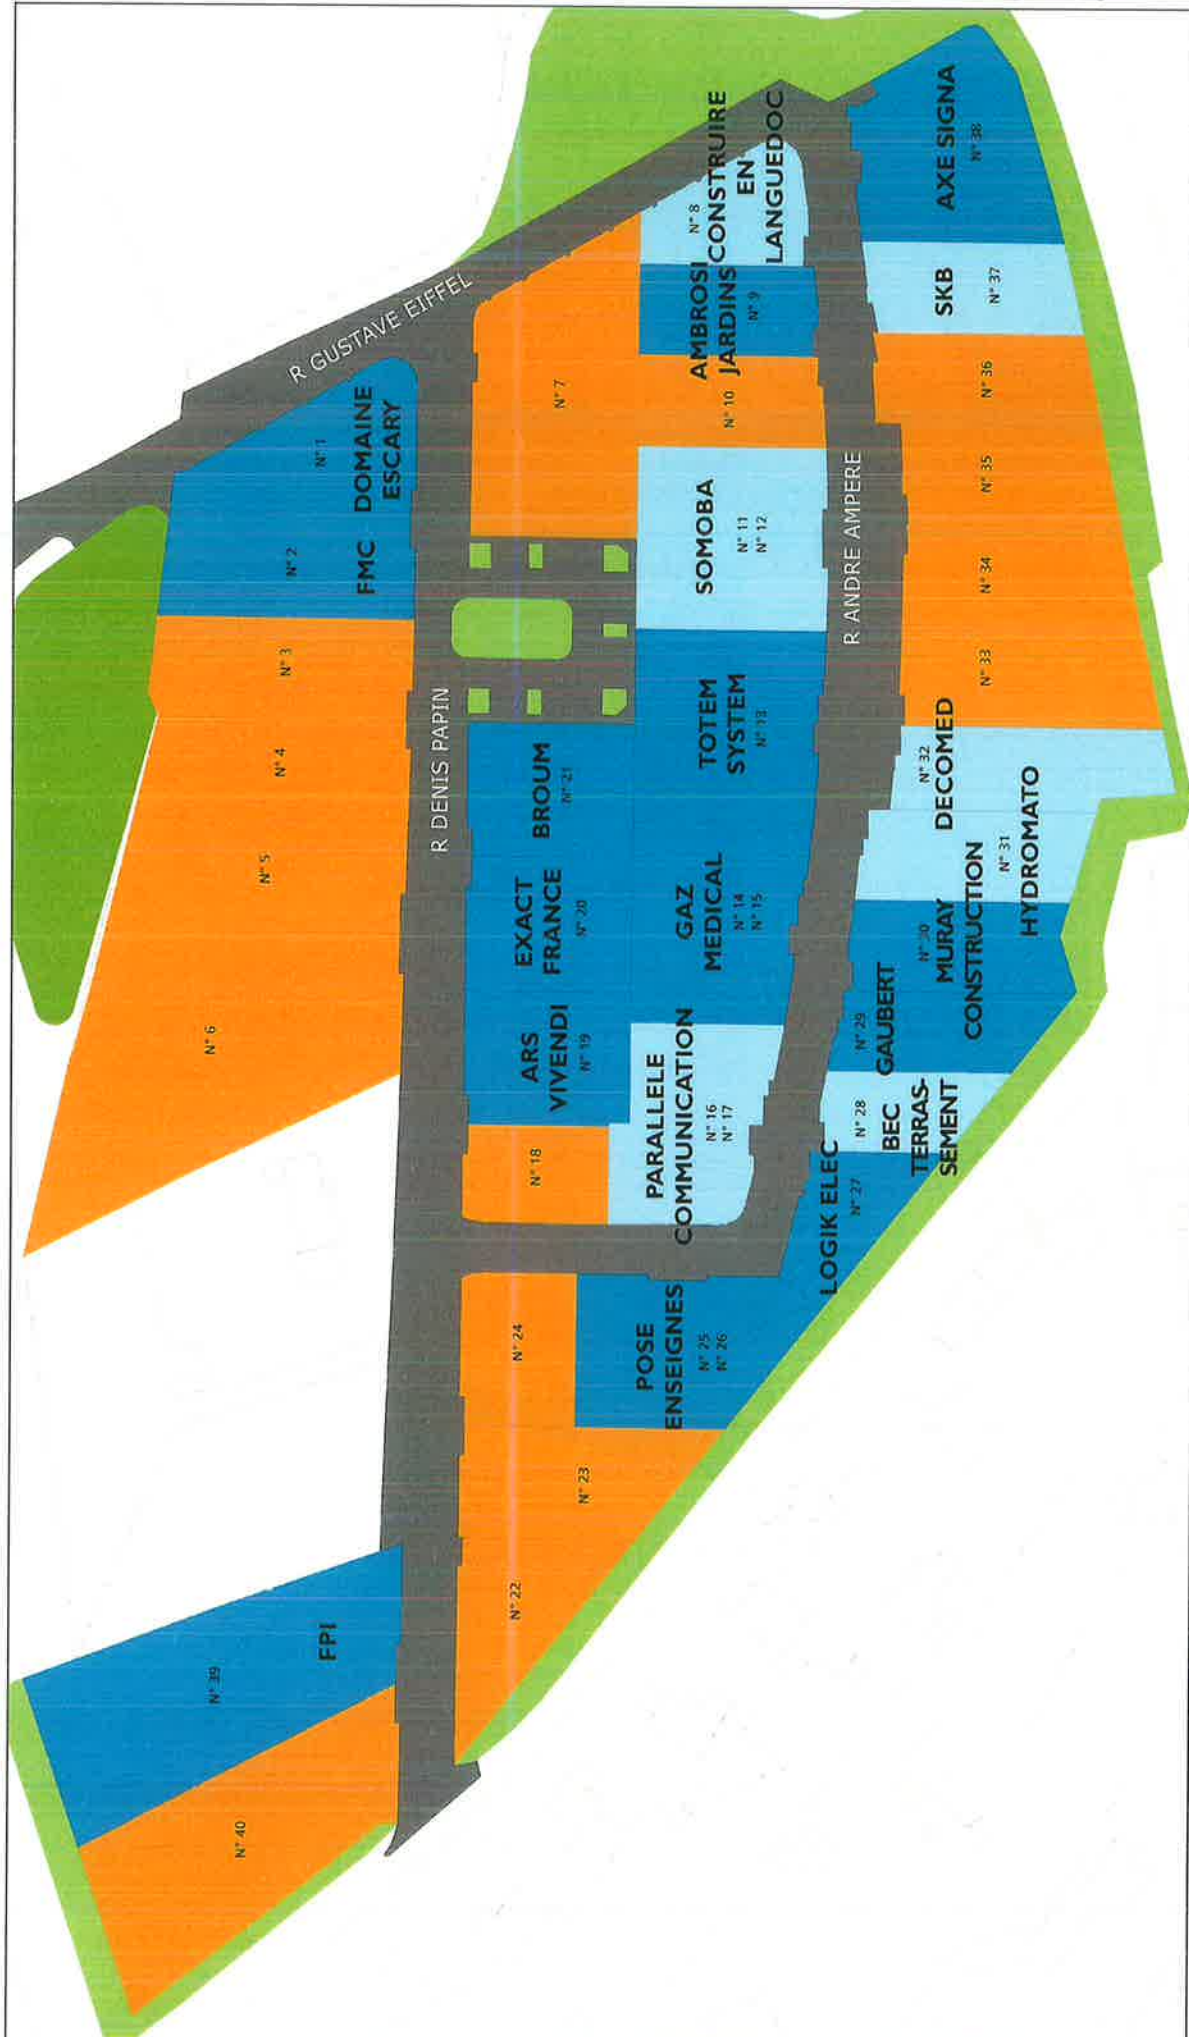 R GUSTAVE EIFFEL
R DENIS PAPIN
R ANDRE AMPERE
N° 1
DOMAINE
ESCARY
N° 2
FMC
N° 3
N° 4
N° 5
N° 6
N° 7
N° 8
CONSTRUIRE
EN
LANGUEDOC
AMBROSI
JARDINS
N° 9
N° 10
SOMOBA
N° 11
N° 12
TOTEM
SYSTEM
N° 13
GAZ
MEDICAL
N° 14
N° 15
PARALLELE
COMMUNICATION
N° 16
N° 17
N° 18
ARS
VIVENDI
N° 19
EXACT
FRANCE
N° 20
BROUM
N° 21
N° 22
N° 23
N° 24
POSE
ENSEIGNES
N° 25
N° 26
LOGIK ELEC
N° 27
N° 28
BEC
TERRAS-
SEMENT
N° 29
GAUBERT
N° 30
MURAY
CONSTRUCTION
N° 31
HYDROMATO
N° 32
DECOMED
N° 33
N° 34
N° 35
N° 36
SKB
N° 37
AXE SIGNA
N° 38
N° 39
FPI
N° 40